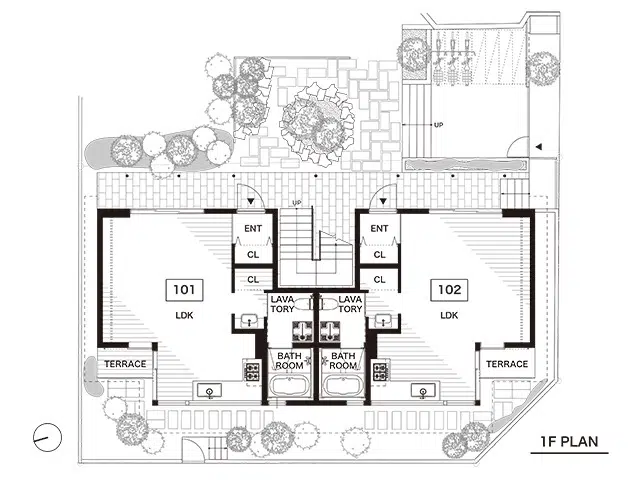 UP
UP
ENT
ENT
CL
CL
CL
CL
101
102
LAVA
TORY
LAVA
TORY
LDK
LDK
TERRACE
BATH
ROOM
BATH
ROOM
TERRACE
1F PLAN